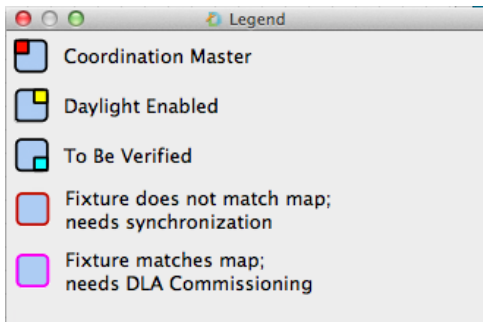 Legend
Coordination Master
Daylight Enabled
To Be Verified
Fixture does not match map;
needs synchronization
Fixture matches map;
needs DLA Commissioning